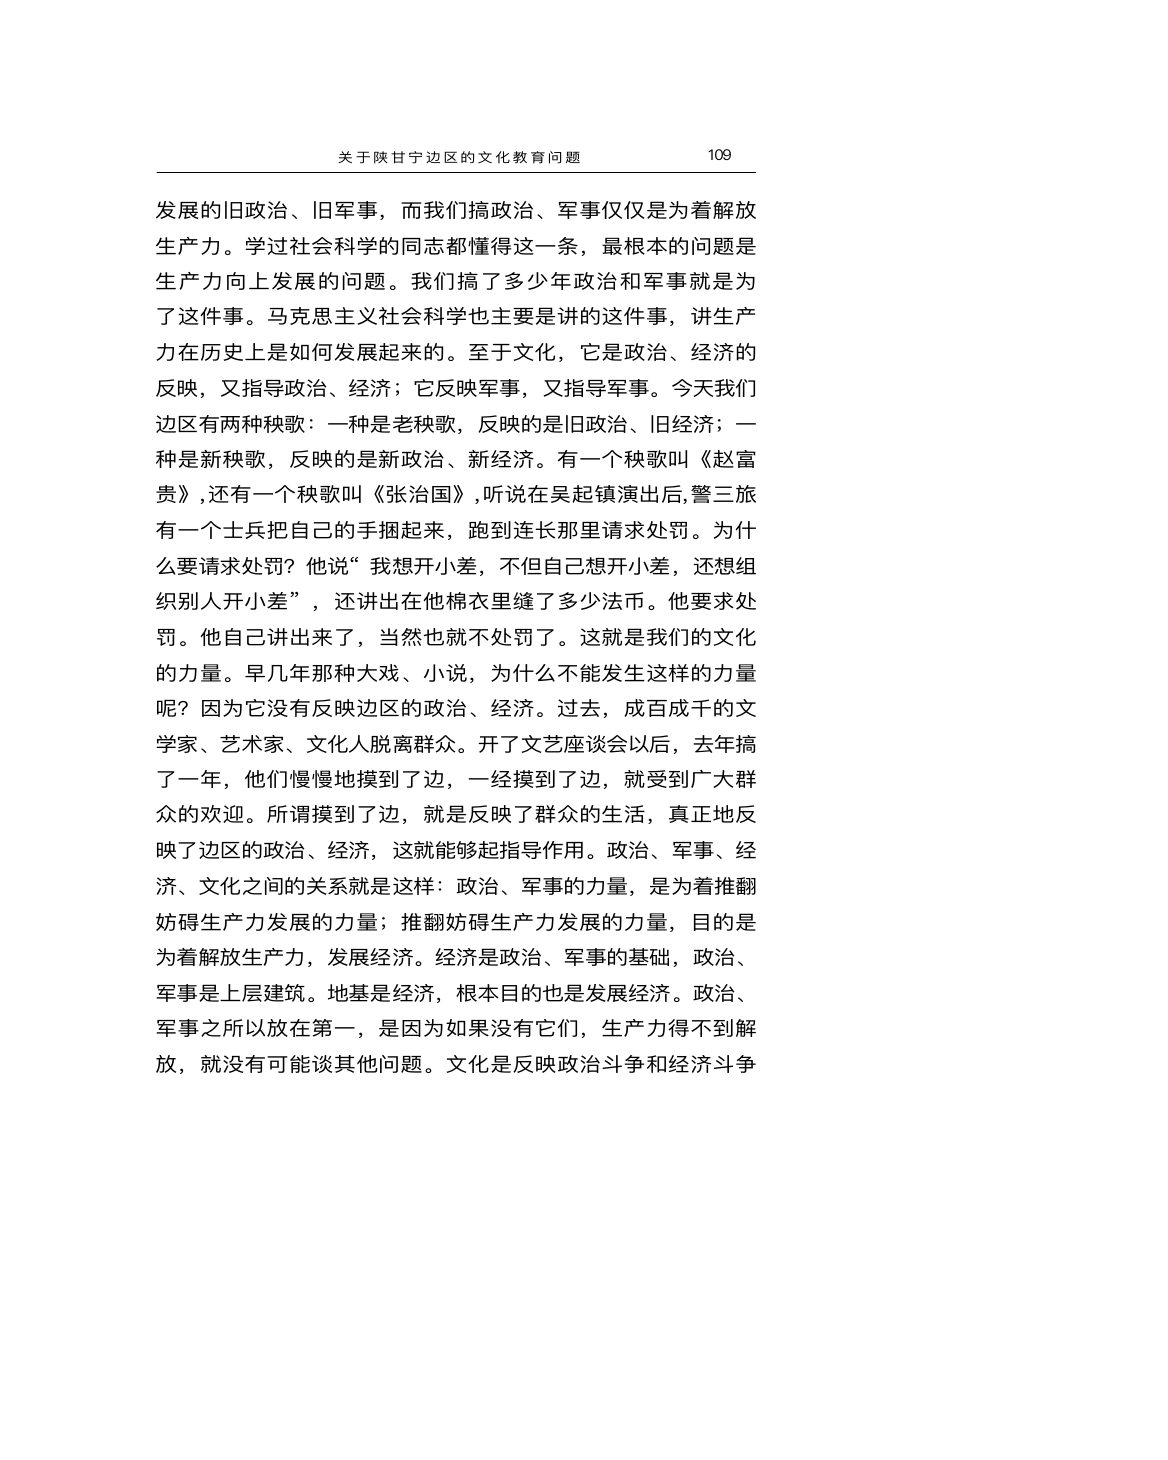 关于陕甘宁边区的文化教育问题 109
发展的旧政治、旧军事，而我们搞政治、军事仅仅是为着解放
生产力。学过社会科学的同志都懂得这一条，最根本的问题是
生产力向上发展的问题。我们搞了多少年政治和军事就是为
了这件事。马克思主义社会科学也主要是讲的这件事，讲生产
力在历史上是如何发展起来的。至于文化，它是政治、经济的
反映，又指导政治、经济；它反映军事，又指导军事。今天我们
边区有两种秧歌：一种是老秧歌，反映的是旧政治、旧经济；一
种是新秧歌，反映的是新政治、新经济。有一个秧歌叫《赵富
贵》,还有一个秧歌叫《张治国》,听说在吴起镇演出后,警三旅
有一个士兵把自己的手捆起来，跑到连长那里请求处罚。为什
么要请求处罚？他说“ 我想开小差，不但自己想开小差，还想组
织别人开小差” ，还讲出在他棉衣里缝了多少法币。他要求处
罚。他自己讲出来了，当然也就不处罚了。这就是我们的文化
的力量。早几年那种大戏、小说，为什么不能发生这样的力量
呢？因为它没有反映边区的政治、经济。过去，成百成千的文
学家、艺术家、文化人脱离群众。开了文艺座谈会以后，去年搞
了一年，他们慢慢地摸到了边，一经摸到了边，就受到广大群
众的欢迎。所谓摸到了边，就是反映了群众的生活，真正地反
映了边区的政治、经济，这就能够起指导作用。政治、军事、经
济、文化之间的关系就是这样：政治、军事的力量，是为着推翻
妨碍生产力发展的力量；推翻妨碍生产力发展的力量，目的是
为着解放生产力，发展经济。经济是政治、军事的基础，政治、
军事是上层建筑。地基是经济，根本目的也是发展经济。政治、
军事之所以放在第一，是因为如果没有它们，生产力得不到解
放，就没有可能谈其他问题。文化是反映政治斗争和经济斗争